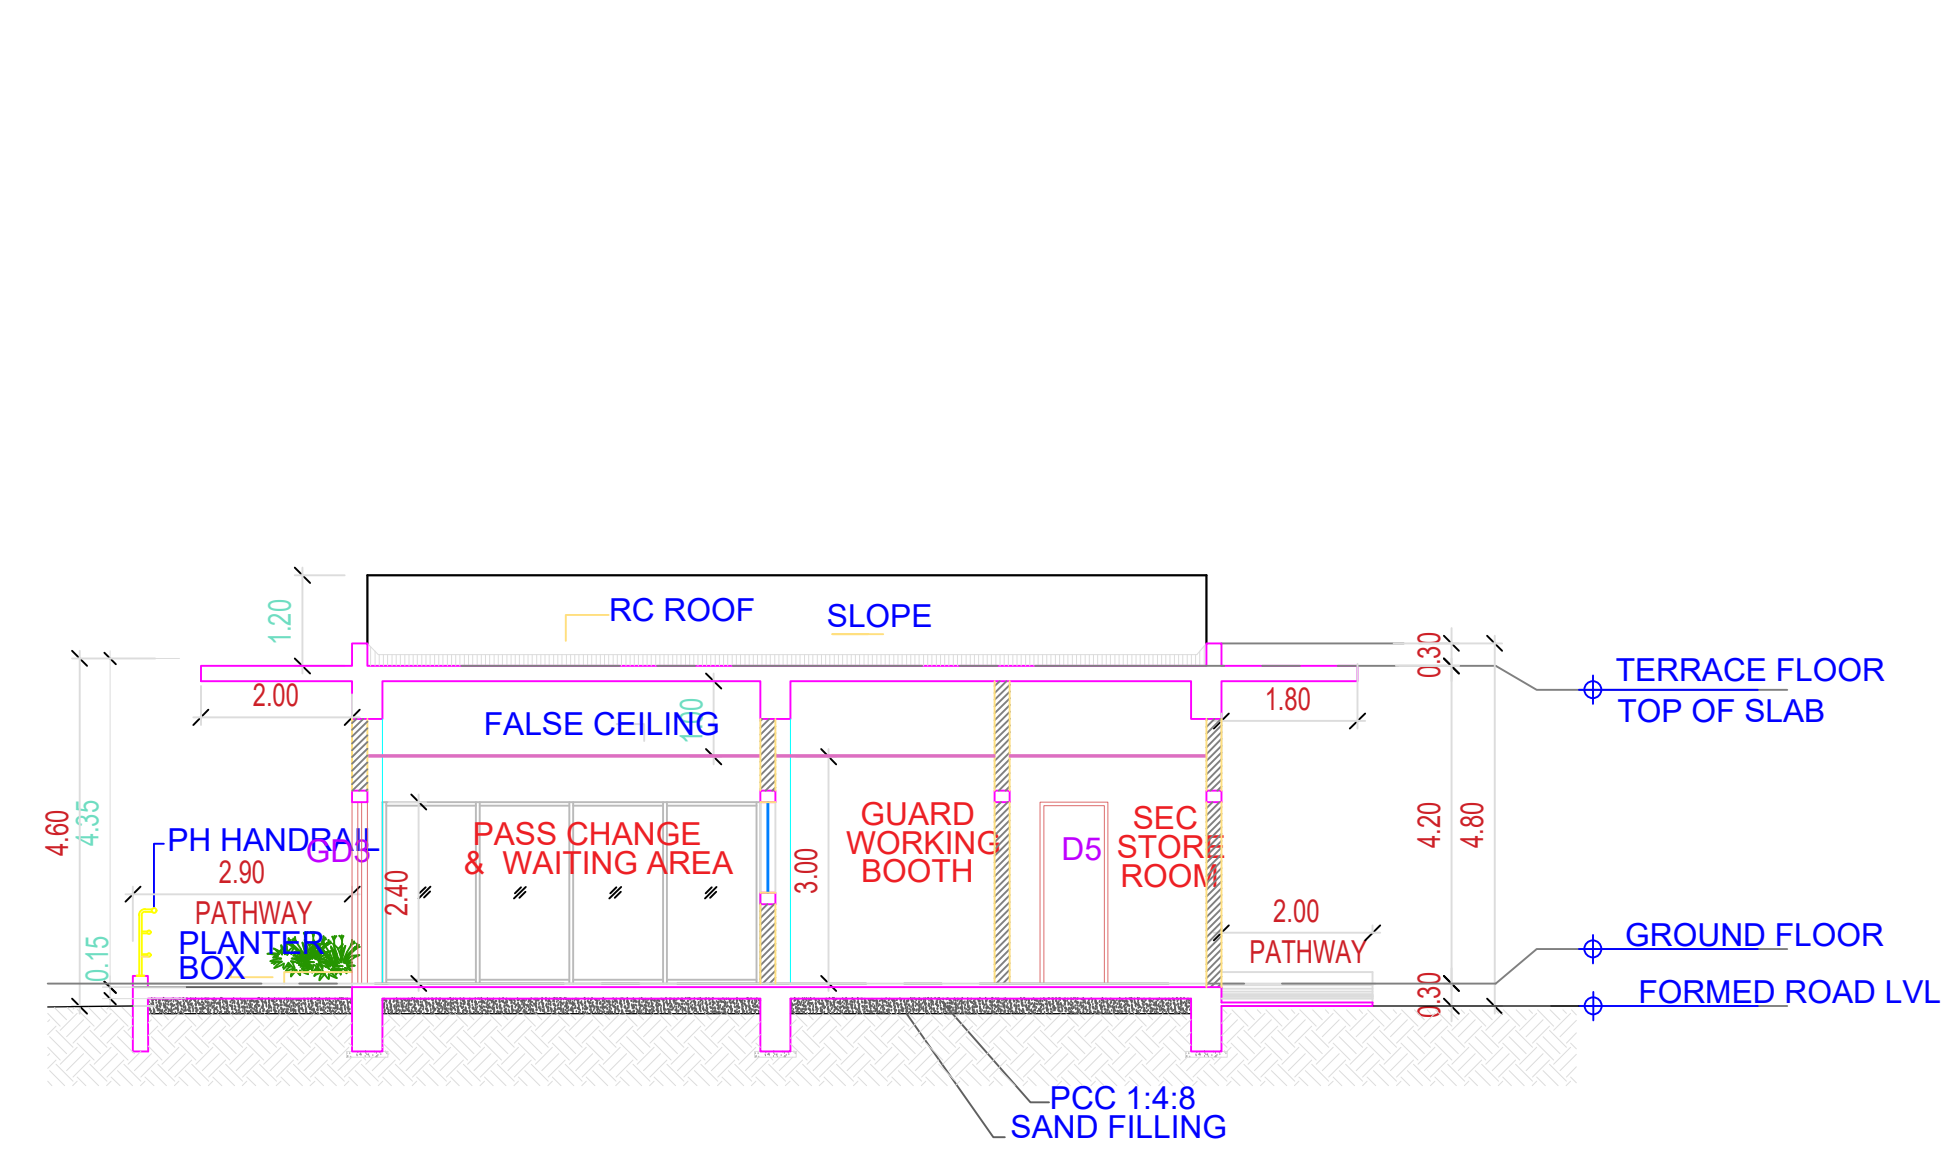 RC ROOF
SLOPE
1.20
0.30
TERRACE FLOOR
TOP OF SLAB
2.00
1.80
FALSE CEILING
1.00
4.60
4.35
PH HANDRAIL
GD3
2.90
PATHWAY
PLANTER
BOX
0.15
2.40
PASS CHANGE
& WAITING AREA
3.00
GUARD
WORKING
BOOTH
D5
SEC
STORE
ROOM
4.20
4.80
2.00
PATHWAY
0.30
GROUND FLOOR
FORMED ROAD LVL
PCC 1:4:8
SAND FILLING